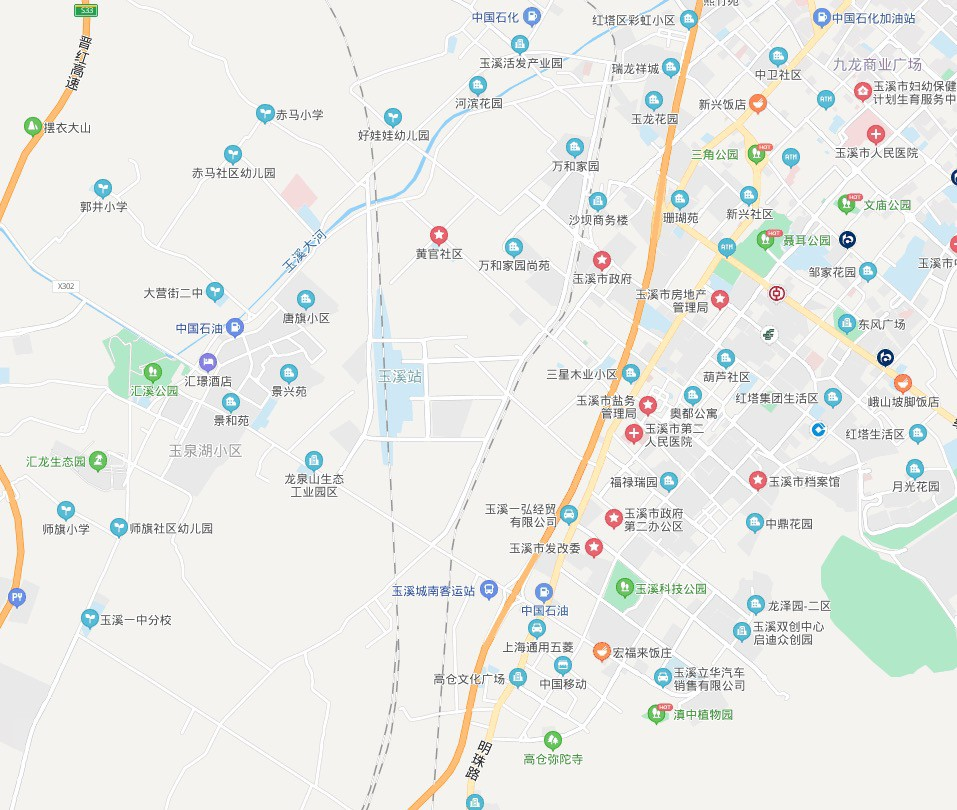 S33
晋红高速
中国石化
红塔区彩虹小区
熙竹苑
中国石化加油站
玉溪活发产业园
瑞龙祥城
中卫社区
九龙商业广场
河滨花园
玉龙花园
新兴饭店
ATM
玉溪市妇幼保健
计划生育服务中
摆衣大山
赤马小学
好娃娃幼儿园
万和家园
三角公园
HOT
玉溪市人民医院
赤马社区幼儿园
郭井小学
沙坝商务楼
珊瑚苑
新兴社区
HOT
文庙公园
玉溪大河
黄官社区
万和家园尚苑
玉溪市政府
ATM
HOT
聂耳公园
玉溪市中
X302
大营街二中
唐旗小区
玉溪市房地产
管理局
邹家花园
中国石油
东风广场
汇溪公园
汇璟酒店
景兴苑
玉溪站
三星木业小区
葫芦社区
景和苑
玉溪市盐务
管理局
奥都公寓
红塔集团生活区
峨山坡脚饭店
玉泉湖小区
玉溪市第二
人民医院
红塔生活区
汇龙生态园
龙泉山生态
工业园区
福禄瑞园
玉溪市档案馆
月光花园
师旗小学
师旗社区幼儿园
玉溪一弘经贸
有限公司
玉溪市政府
第二办公区
中鼎花园
玉溪市发改委
玉溪城南客运站
中国石油
玉溪科技公园
玉溪一中分校
龙泽园-二区
上海通用五菱
玉溪双创中心
启迪众创园
宏福来饭庄
高仓文化广场
中国移动
玉溪立华汽车
销售有限公司
HOT
滇中植物园
明珠路
高仓弥陀寺